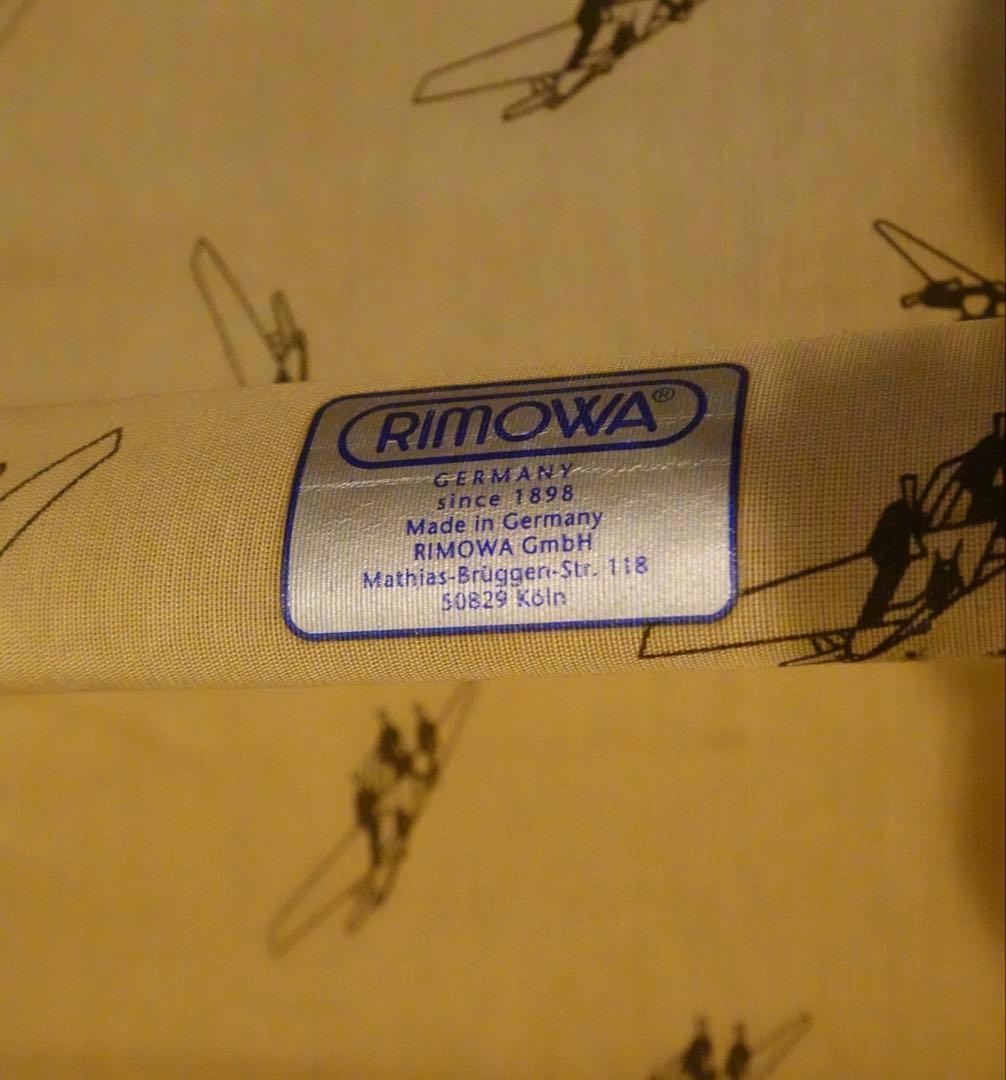 RIMOWA®
GERMANY
since 1898
Made in Germany
RIMOWA GmbH
Mathias-Brüggen-Str. 118
50829 Köln